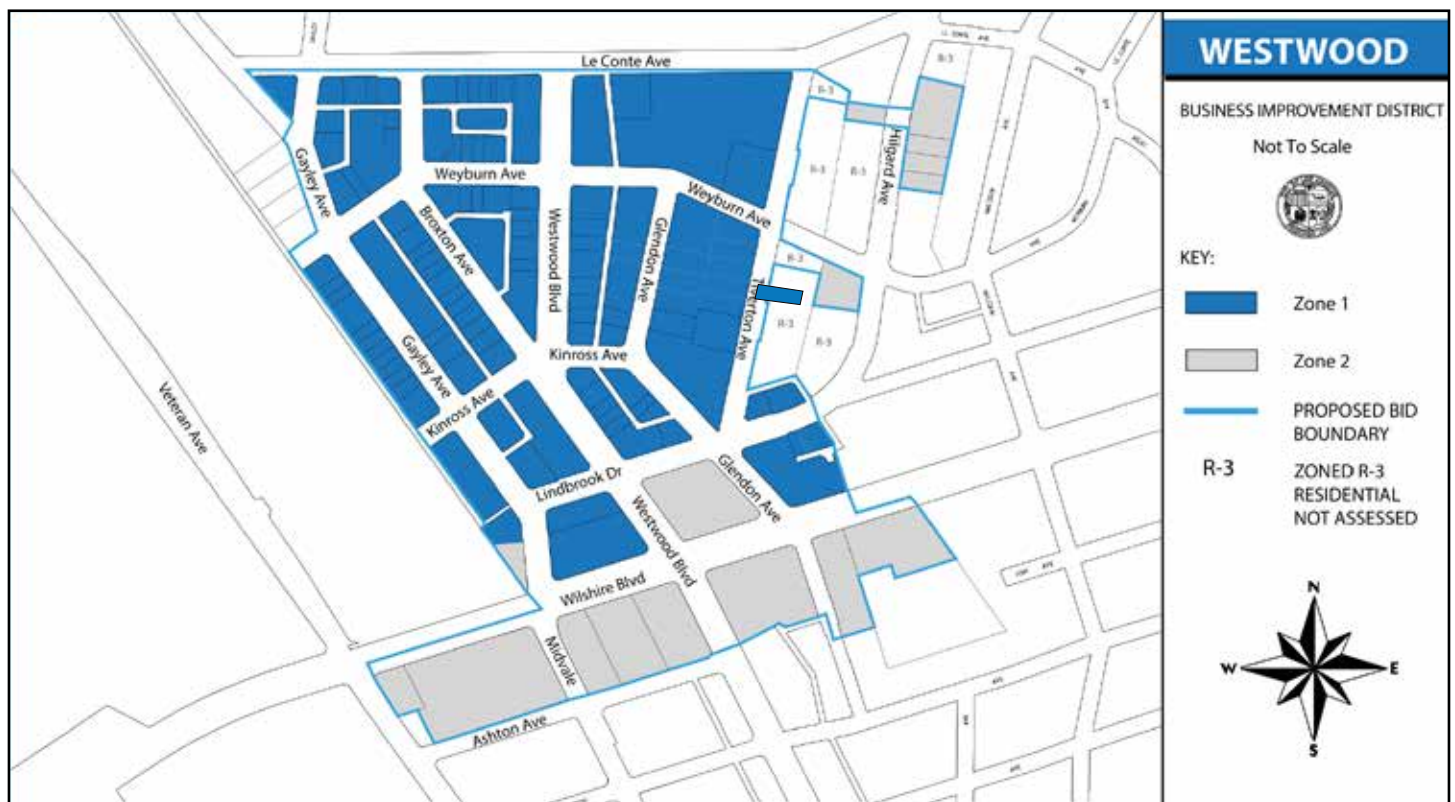 WESTWOOD
BUSINESS IMPROVEMENT DISTRICT
Not To Scale
KEY:
Zone 1
Zone 2
PROPOSED BID
BOUNDARY
R-3
ZONED R-3
RESIDENTIAL
NOT ASSESSED
N
W
E
S
Le Conte Ave
Gayley Ave
Weyburn Ave
Broxton Ave
Westwood Blvd
Glendon Ave
Weyburn Ave
Tiverton Ave
Hilgard Ave
R-3
R-3
R-3
R-3
R-3
R-3
R-3
Kinross Ave
Gayley Ave
Kinross Ave
Veteran Ave
Lindbrook Dr
Westwood Blvd
Glendon Ave
Wilshire Blvd
Midvale
Ashton Ave